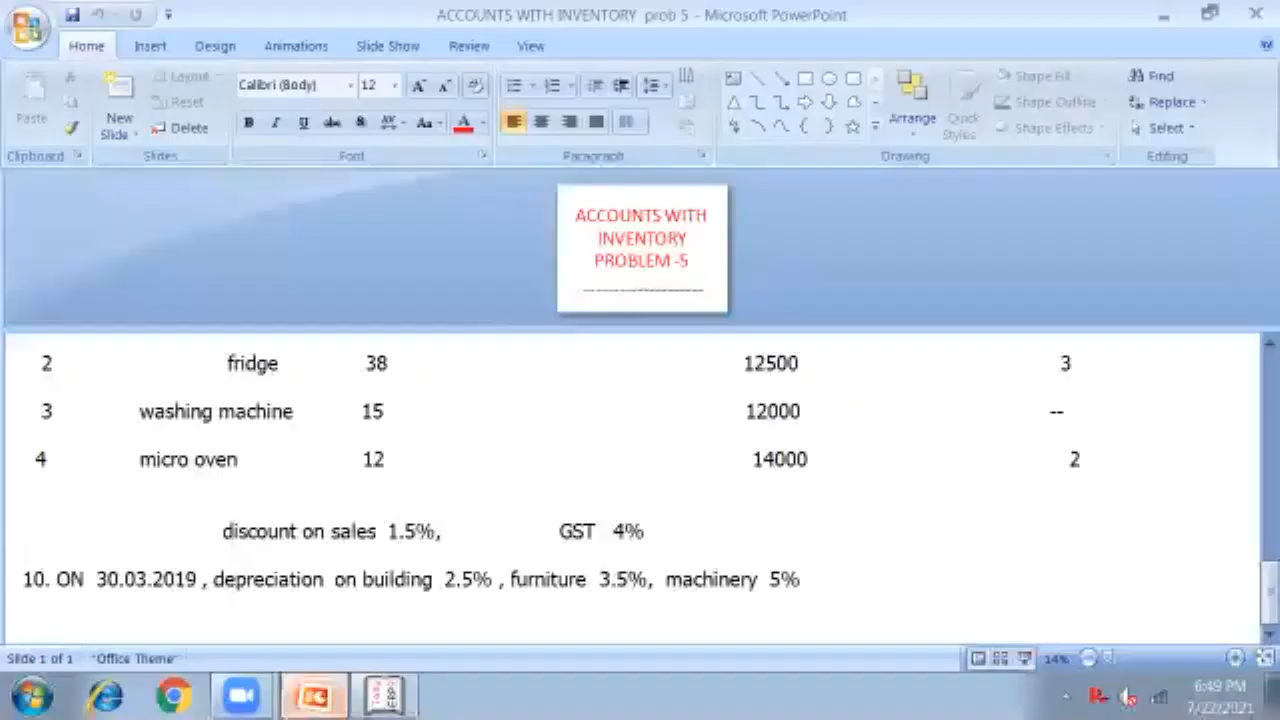 ACCOUNTS WITH INVENTORY prob 5 - Microsoft PowerPoint
Home Insert Design Animations Slide Show Review View
Paste
New Slide
Layout
Reset
Delete
Calibri (Body) 12
B I U abc S AV Aa A
Arrange
Quick Styles
Shape Fill
Shape Outline
Shape Effects
Find
Replace
Select
Clipboard Slides Font Paragraph Drawing Editing
ACCOUNTS WITH
INVENTORY
PROBLEM -5
2 fridge 38 12500 3
3 washing machine 15 12000 --
4 micro oven 12 14000 2
discount on sales 1.5%, GST 4%
10. ON 30.03.2019 , depreciation on building 2.5% , furniture 3.5%, machinery 5%
Slide 1 of 1 "Office Theme" 14%
6:49 PM
7/22/2021